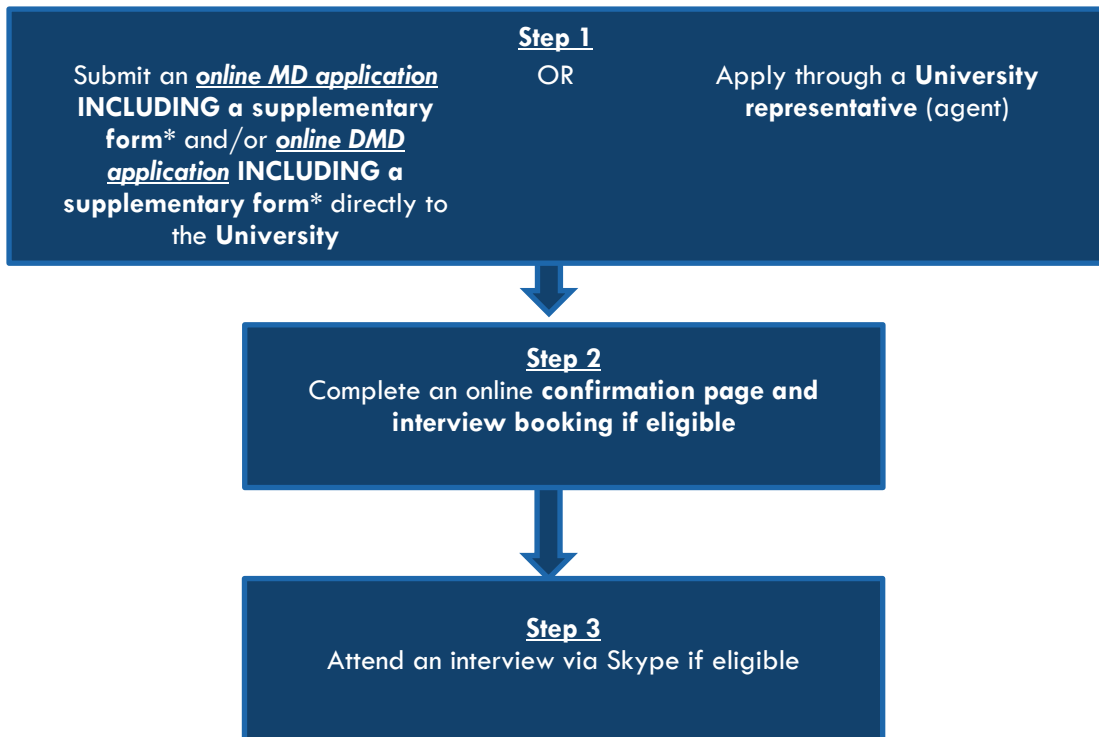 Step 1
Submit an online MD application
INCLUDING a supplementary
form* and/or online DMD
application INCLUDING a
supplementary form* directly to
the University
OR
Apply through a University
representative (agent)
Step 2
Complete an online confirmation page and
interview booking if eligible
Step 3
Attend an interview via Skype if eligible